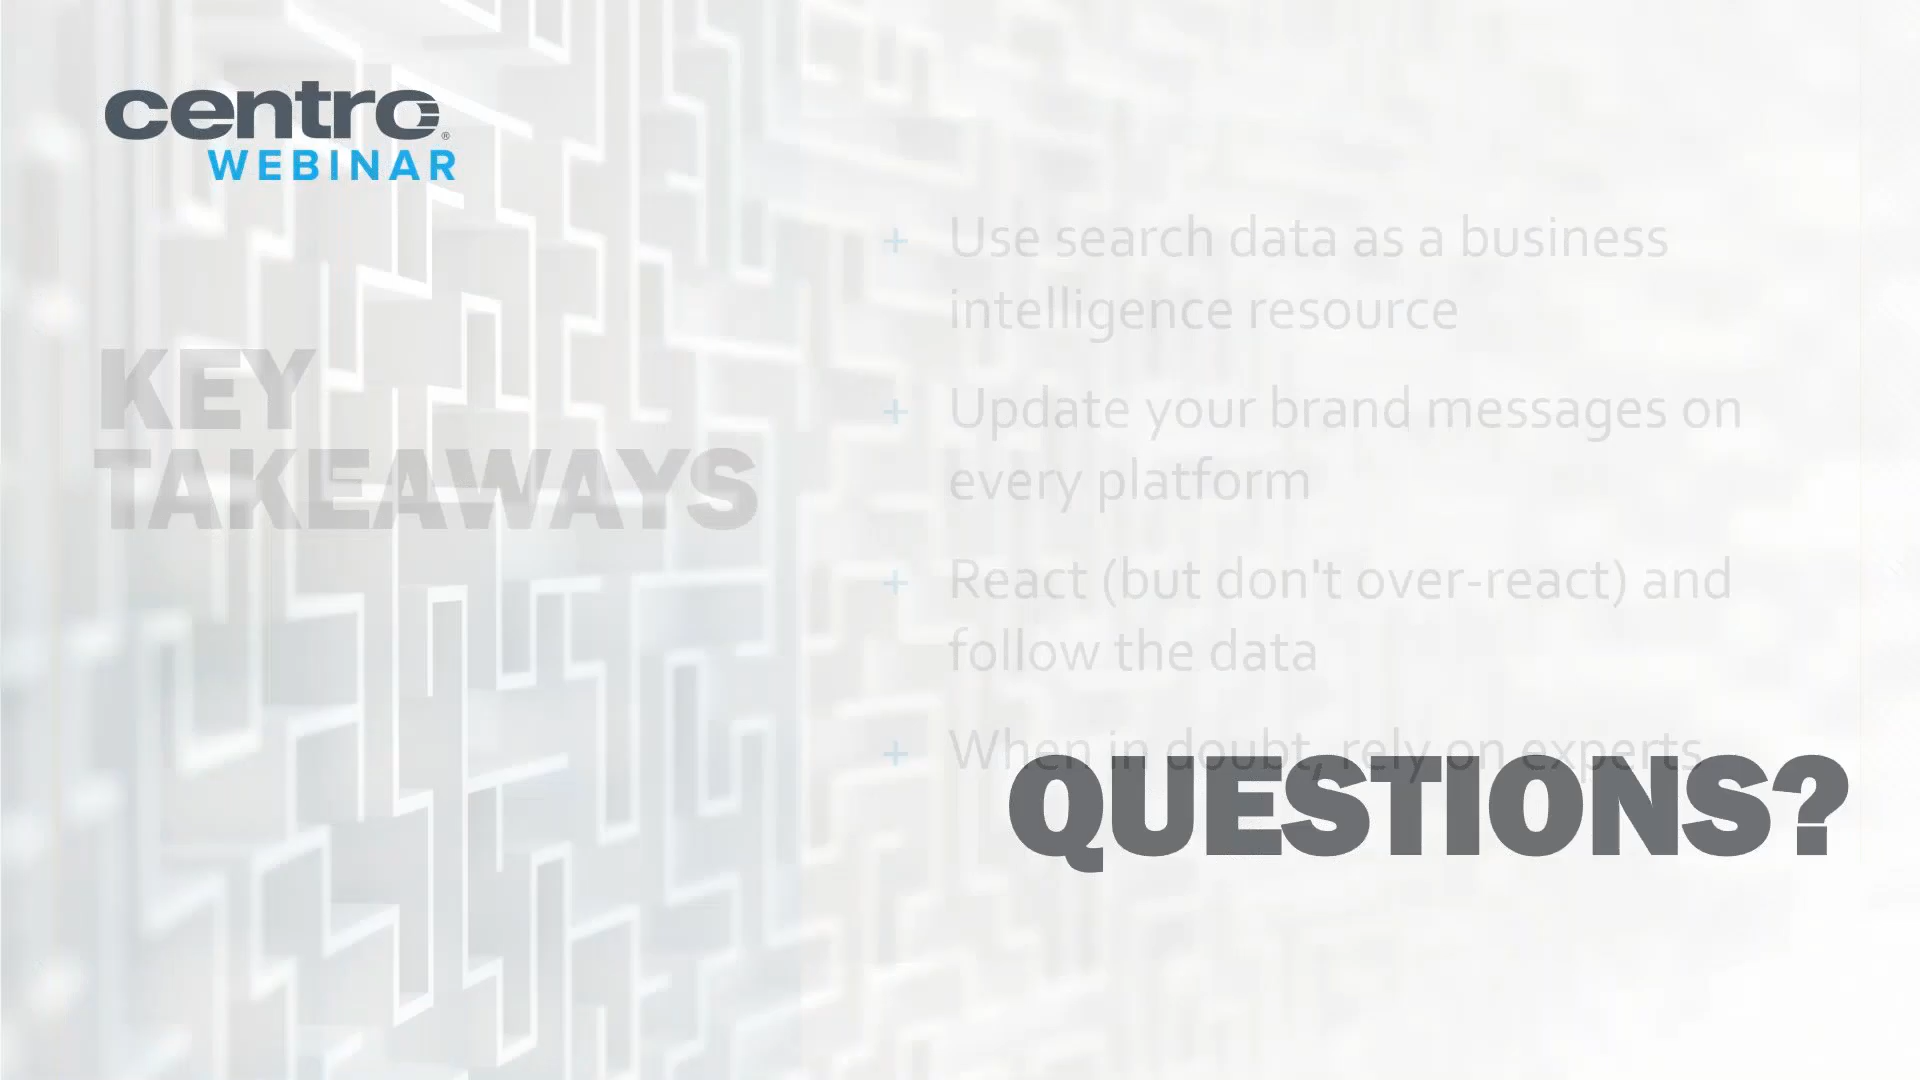 centro®
WEBINAR
KEY
TAKEAWAYS
+ Use search data as a business
intelligence resource
+ Update your brand messages on
every platform
+ React (but don't over-react) and
follow the data
+ When in doubt, rely on experts
QUESTIONS?